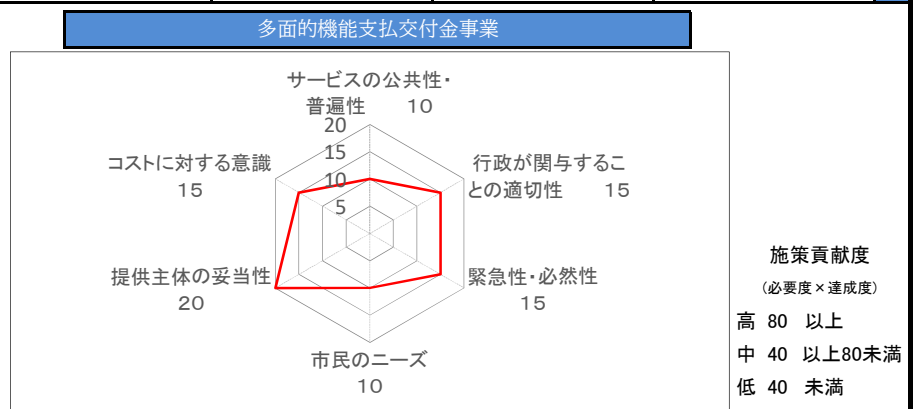 多面的機能支払交付金事業
サービスの公共性・
普遍性　10
20
15
10
5
行政が関与するこ
との適切性　15
緊急性・必然性
15
市民のニーズ
10
提供主体の妥当性
20
コストに対する意識
15
施策貢献度
（必要度×達成度）
高 80 以上
中 40 以上80未満
低 40 未満